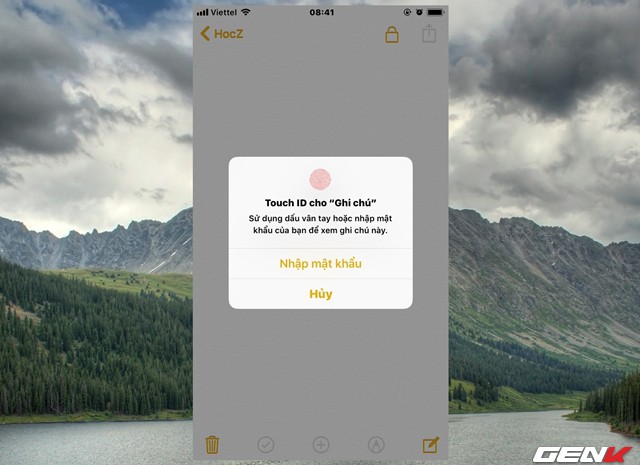 Viettel 08:41
HocZ
Touch ID cho “Ghi chú”
Sử dụng dấu vân tay hoặc nhập mật
khẩu của bạn để xem ghi chú này.
Nhập mật khẩu
Hủy
GENK